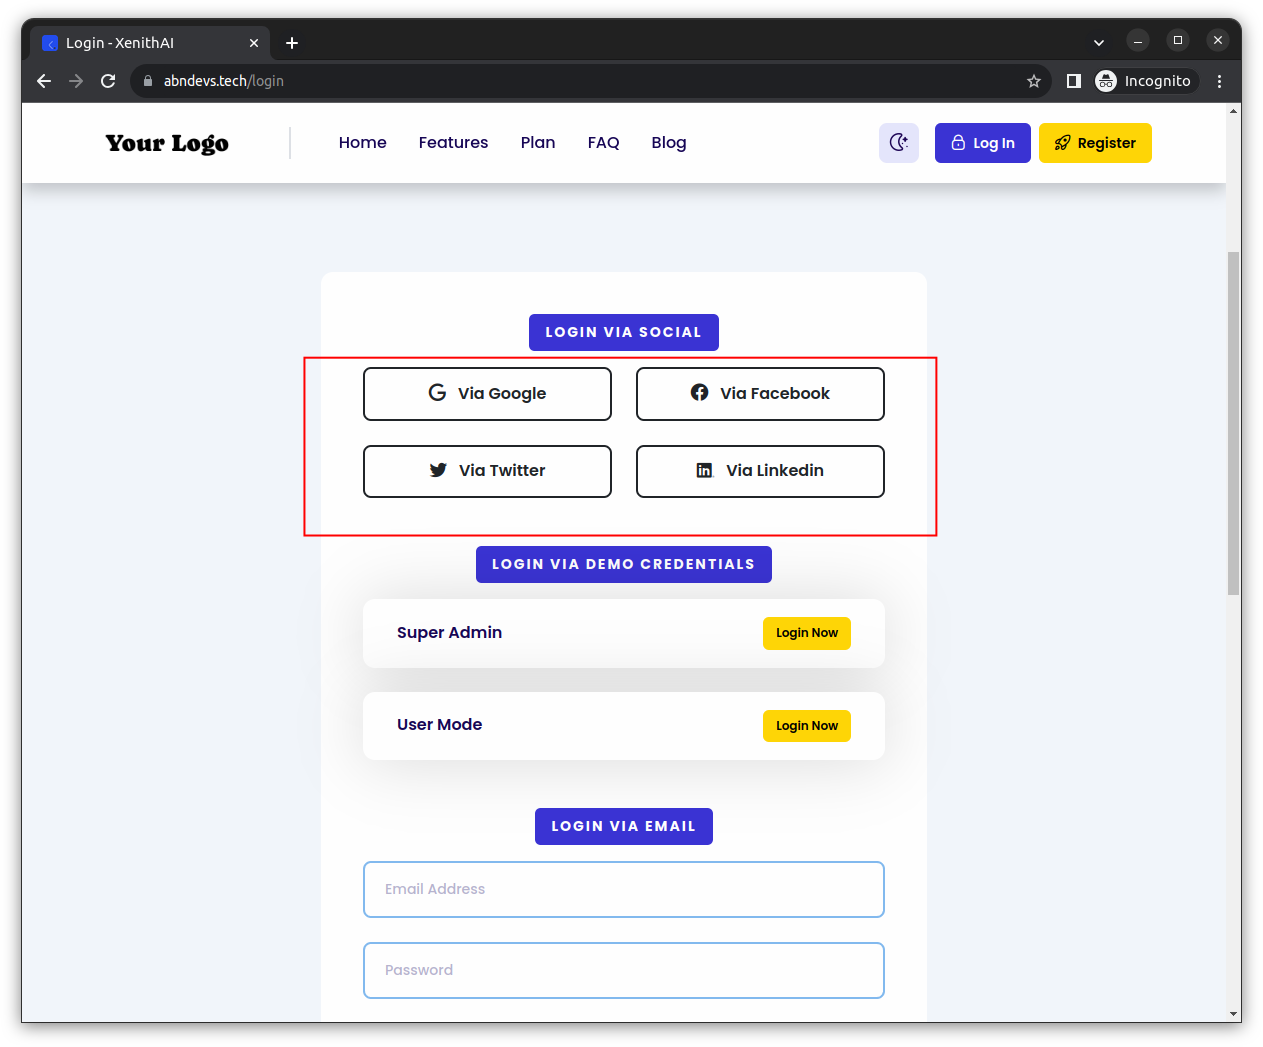 Login - XenithAI
abndevs.tech/login
Incognito
Your Logo
Home
Features
Plan
FAQ
Blog
Log In
Register
LOGIN VIA SOCIAL
Via Google
Via Facebook
Via Twitter
Via Linkedin
LOGIN VIA DEMO CREDENTIALS
Super Admin
Login Now
User Mode
Login Now
LOGIN VIA EMAIL
Email Address
Password